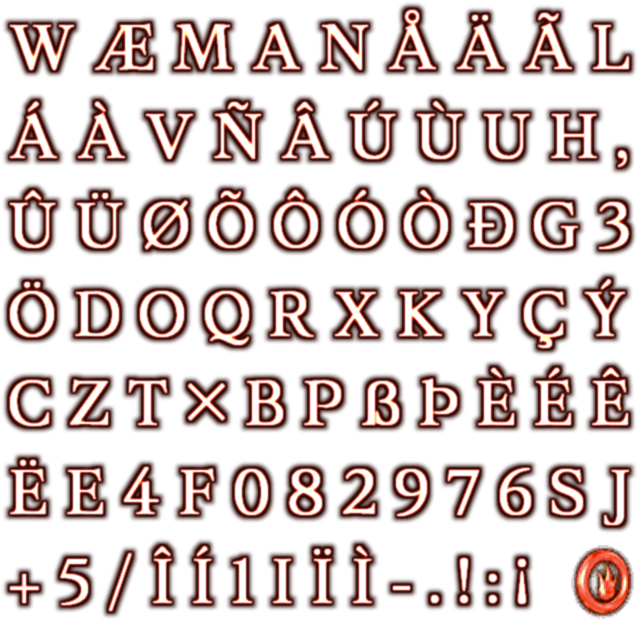 W Æ M A N Å Ä Ã L
Á À V Ñ Â Ú Ù U H ,
Û Ü Ø Õ Ô Ó Ò Ð G 3
Ö D O Q R X K Y Ç Ý
C Z T × B P ß Þ È É Ê
Ë E 4 F 0 8 2 9 7 6 S J
+ 5 / Î Í 1 I Ï Ì - . ! : ¡